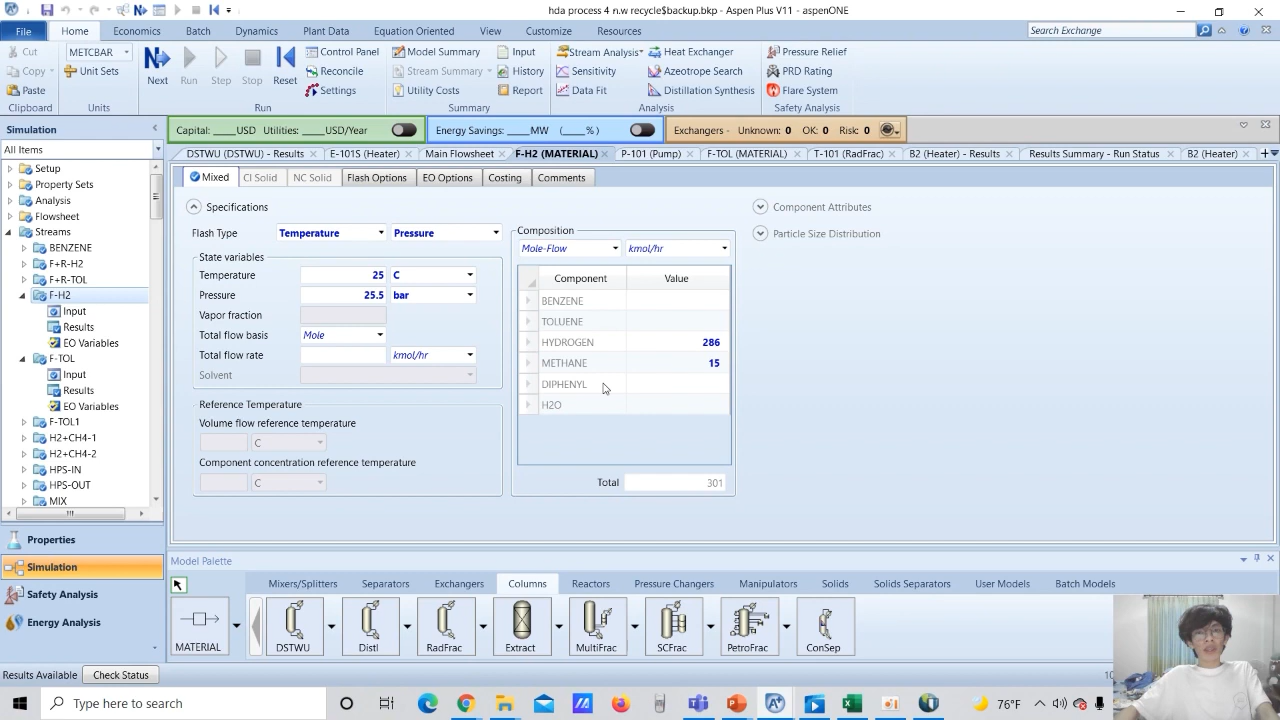 hda process 4 n.w recycle$backup.bkp - Aspen Plus V11 - aspenONE
File Home Economics Batch Dynamics Plant Data Equation Oriented View Customize Resources Search Exchange
Cut METCBAR Next Run Step Stop Reset Control Panel Model Summary Input Stream Analysis Heat Exchanger Pressure Relief
Copy Unit Sets Reconcile Stream Summary History Sensitivity Azeotrope Search PRD Rating
Paste Settings Utility Costs Report Data Fit Distillation Synthesis Flare System
Clipboard Units Run Summary Analysis Safety Analysis
Simulation Capital: ____USD Utilities: ____USD/Year Energy Savings: ____MW (____%) Exchangers - Unknown: 0 OK: 0 Risk: 0
All Items DSTWU (DSTWU) - Results E-101S (Heater) Main Flowsheet F-H2 (MATERIAL) P-101 (Pump) F-TOL (MATERIAL) T-101 (RadFrac) B2 (Heater) - Results Results Summary - Run Status B2 (Heater)
Setup
Property Sets
Analysis
Flowsheet
Streams
BENZENE
F+R-H2
F+R-TOL
F-H2
Input
Results
EO Variables
F-TOL
Input
Results
EO Variables
F-TOL1
H2+CH4-1
H2+CH4-2
HPS-IN
HPS-OUT
MIX
Properties
Simulation
Safety Analysis
Energy Analysis
Mixed CI Solid NC Solid Flash Options EO Options Costing Comments
Specifications
Flash Type Temperature Pressure
State variables
Temperature 25 C
Pressure 25.5 bar
Vapor fraction
Total flow basis Mole
Total flow rate kmol/hr
Solvent
Reference Temperature
Volume flow reference temperature
C
Component concentration reference temperature
C
Composition
Mole-Flow kmol/hr
Component Value
BENZENE
TOLUENE
HYDROGEN 286
METHANE 15
DIPHENYL
H2O
Total 301
Component Attributes
Particle Size Distribution
Model Palette
Mixers/Splitters Separators Exchangers Columns Reactors Pressure Changers Manipulators Solids Solids Separators User Models Batch Models
MATERIAL DSTWU Distl RadFrac Extract MultiFrac SCFrac PetroFrac ConSep
Results Available Check Status
Type here to search 76°F